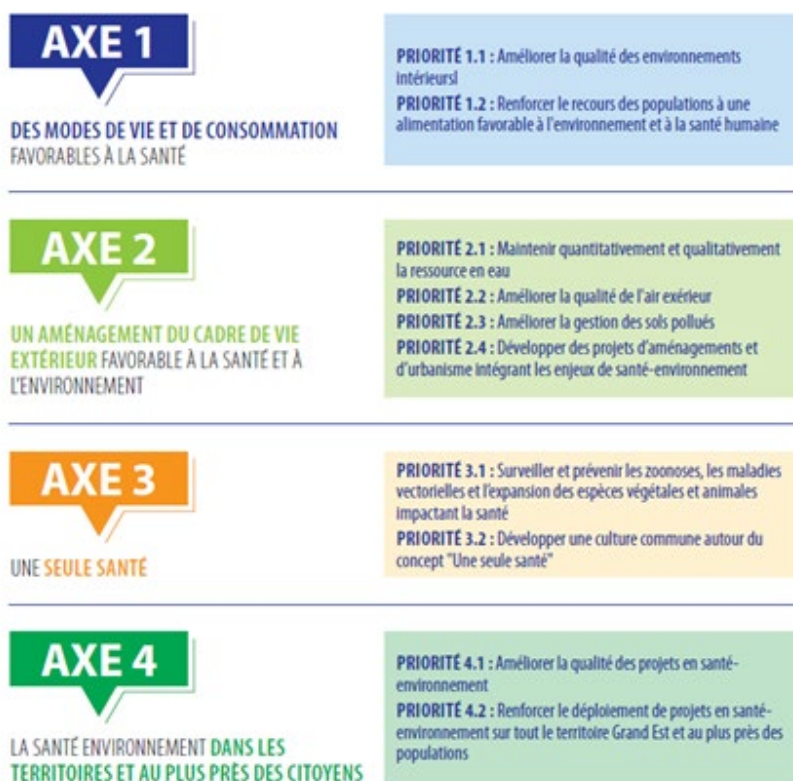 AXE 1
DES MODES DE VIE ET DE CONSOMMATION
FAVORABLES À LA SANTÉ
PRIORITÉ 1.1 : Améliorer la qualité des environnements
intérieursl
PRIORITÉ 1.2 : Renforcer le recours des populations à une
alimentation favorable à l'environnement et à la santé humaine
AXE 2
UN AMÉNAGEMENT DU CADRE DE VIE
EXTÉRIEUR FAVORABLE À LA SANTÉ ET À
L'ENVIRONNEMENT
PRIORITÉ 2.1 : Maintenir quantitativement et qualitativement
la ressource en eau
PRIORITÉ 2.2 : Améliorer la qualité de l'air exérieur
PRIORITÉ 2.3 : Améliorer la gestion des sols pollués
PRIORITÉ 2.4 : Développer des projets d'aménagements et
d'urbanisme intégrant les enjeux de santé-environnement
AXE 3
UNE SEULE SANTÉ
PRIORITÉ 3.1 : Surveiller et prévenir les zoonoses, les maladies
vectorielles et l'expansion des espèces végétales et animales
impactant la santé
PRIORITÉ 3.2 : Développer une culture commune autour du
concept "Une seule santé"
AXE 4
LA SANTÉ ENVIRONNEMENT DANS LES
TERRITOIRES ET AU PLUS PRÈS DES CITOYENS
PRIORITÉ 4.1 : Améliorer la qualité des projets en santé-
environnement
PRIORITÉ 4.2 : Renforcer le déploiement de projets en santé-
environnement sur tout le territoire Grand Est et au plus près des
populations